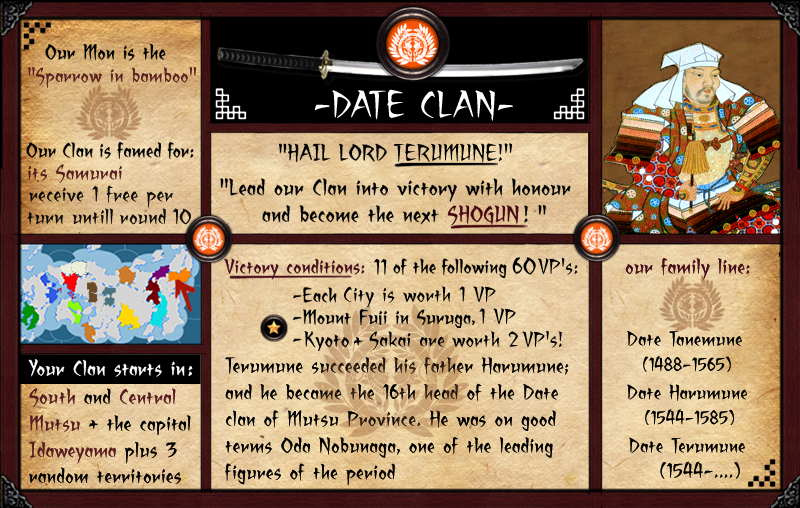 Our Mon is the
"Sparrow in bamboo"
Our Clan is famed for:
its Samurai
receive 1 free per
turn untill round 10
-DATE CLAN-
"HAIL LORD TERUMUNE!"
"Lead our Clan into victory with honour
and become the next SHOGUN! "
Your Clan starts in:
South and Central
Mutsu + the capital
Idaweyama plus 3
random territories
Victory conditions: 11 of the following 60VP's:
-Each City is worth 1 VP
-Mount Fuji in Suruga, 1 VP
-Kyoto + Sakai are worth 2 VP's!
Terumune succeeded his father Harumune;
and he became the 16th head of the Date
clan of Mutsu Province. He was on good
terms Oda Nobunaga, one of the leading
figures of the period
our family line:
Date Tanemune
(1488-1565)
Date Harumune
(1544-1585)
Date Terumune
(1544-....)